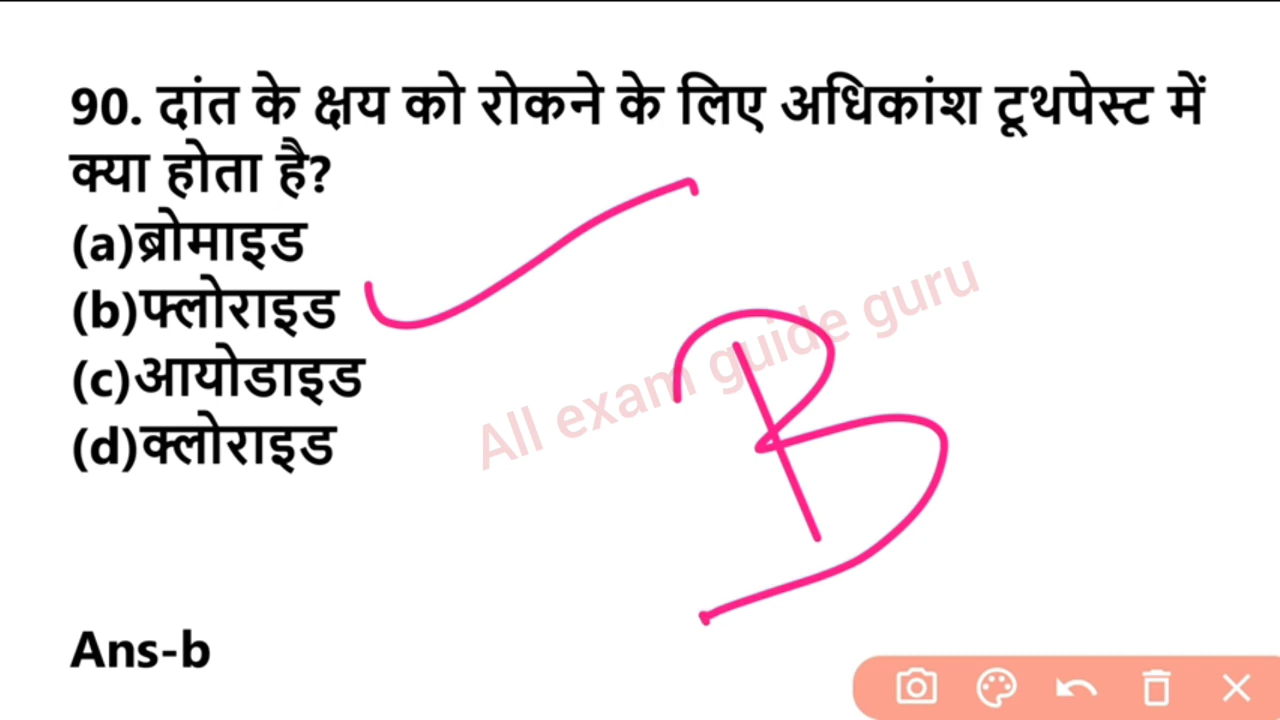 90. दांत के क्षय को रोकने के लिए अधिकांश टूथपेस्ट में
क्या होता है?
(a)ब्रोमाइड
(b)फ्लोराइड
(c)आयोडाइड
(d)क्लोराइड
All exam guide guru
B
Ans-b